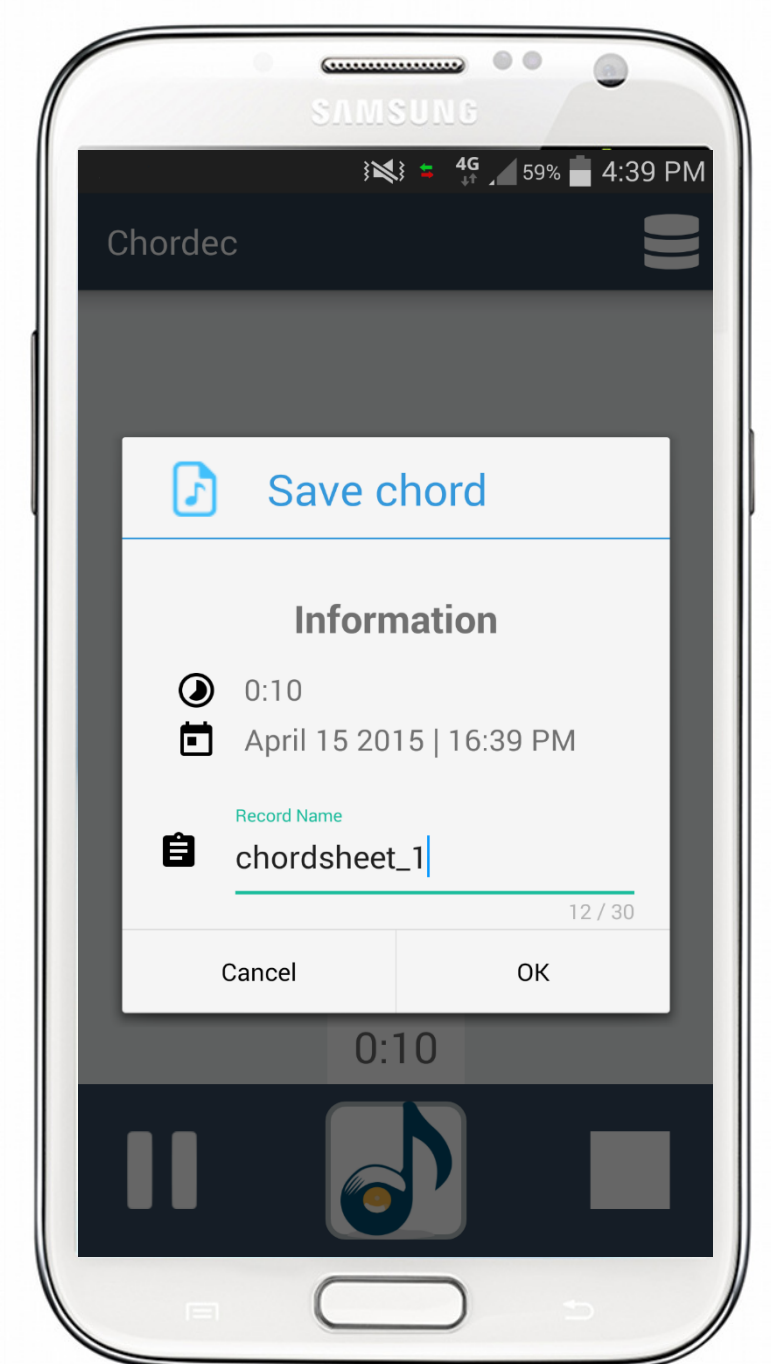 SAMSUNG
4G 59% 4:39 PM
Chordec
Save chord
Information
0:10
April 15 2015 | 16:39 PM
Record Name
chordsheet_1
12 / 30
Cancel OK
0:10